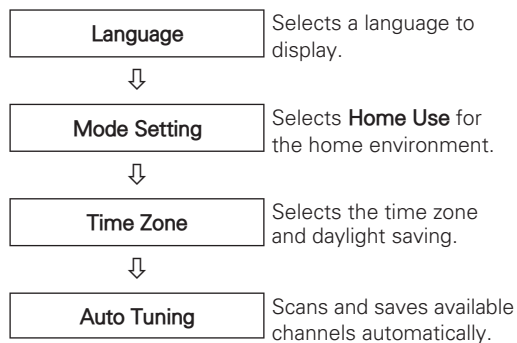 Language
Selects a language to
display.
Mode Setting
Selects Home Use for
the home environment.
Time Zone
Selects the time zone
and daylight saving.
Auto Tuning
Scans and saves available
channels automatically.